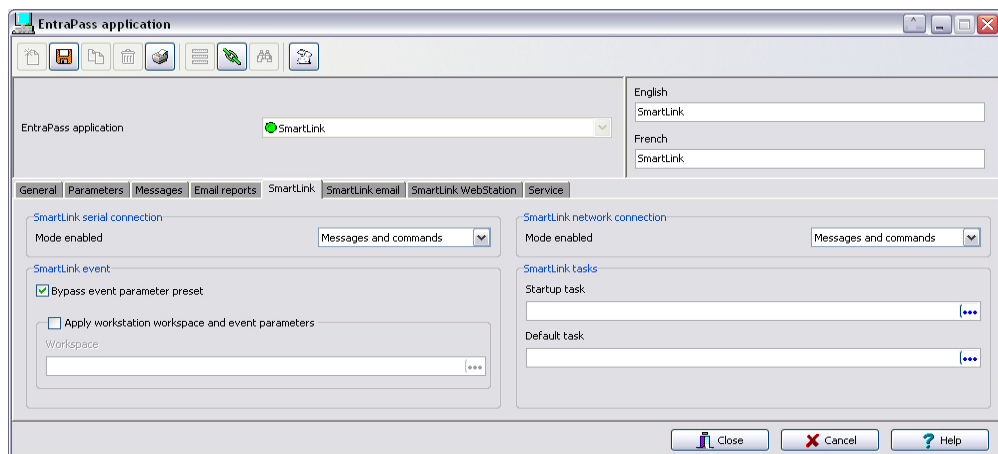 EntraPass application
English
SmartLink
EntraPass application
SmartLink
French
SmartLink
General Parameters Messages Email reports SmartLink SmartLink email SmartLink WebStation Service
SmartLink serial connection
Mode enabled Messages and commands
SmartLink network connection
Mode enabled Messages and commands
SmartLink event
Bypass event parameter preset
Apply workstation workspace and event parameters
Workspace
SmartLink tasks
Startup task
Default task
Close Cancel Help